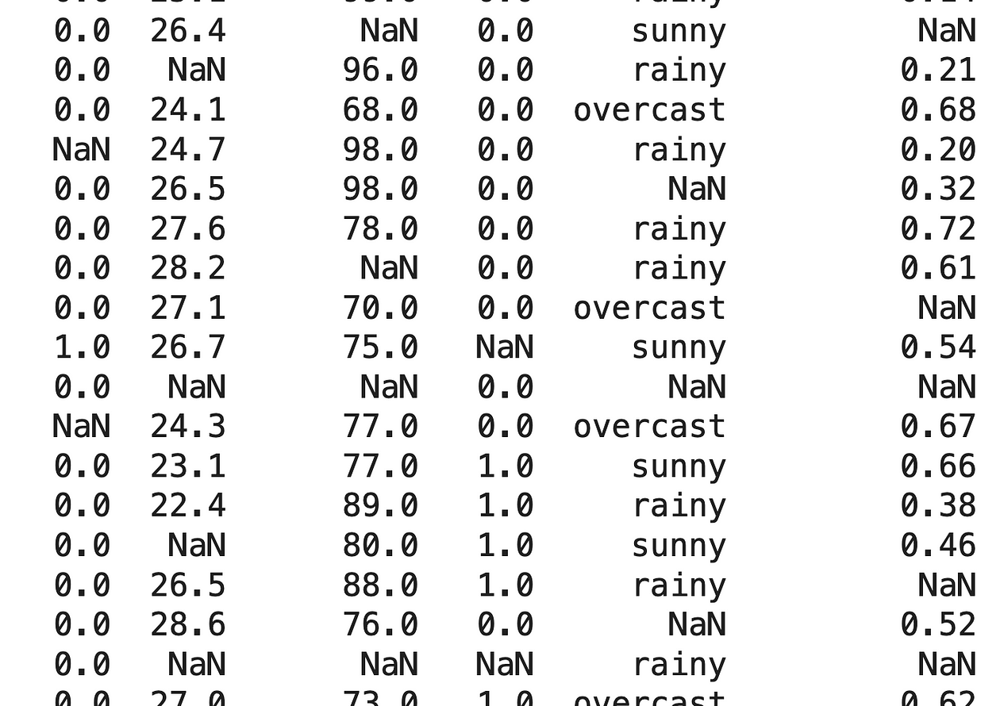 0.0 26.4 NaN 0.0 sunny NaN
0.0 NaN 96.0 0.0 rainy 0.21
0.0 24.1 68.0 0.0 overcast 0.68
NaN 24.7 98.0 0.0 rainy 0.20
0.0 26.5 98.0 0.0 NaN 0.32
0.0 27.6 78.0 0.0 rainy 0.72
0.0 28.2 NaN 0.0 rainy 0.61
0.0 27.1 70.0 0.0 overcast NaN
1.0 26.7 75.0 NaN sunny 0.54
0.0 NaN NaN 0.0 NaN NaN
NaN 24.3 77.0 0.0 overcast 0.67
0.0 23.1 77.0 1.0 sunny 0.66
0.0 22.4 89.0 1.0 rainy 0.38
0.0 NaN 80.0 1.0 sunny 0.46
0.0 26.5 88.0 1.0 rainy NaN
0.0 28.6 76.0 0.0 NaN 0.52
0.0 NaN NaN NaN rainy NaN
0.0 27.0 73.0 1.0 overcast 0.62